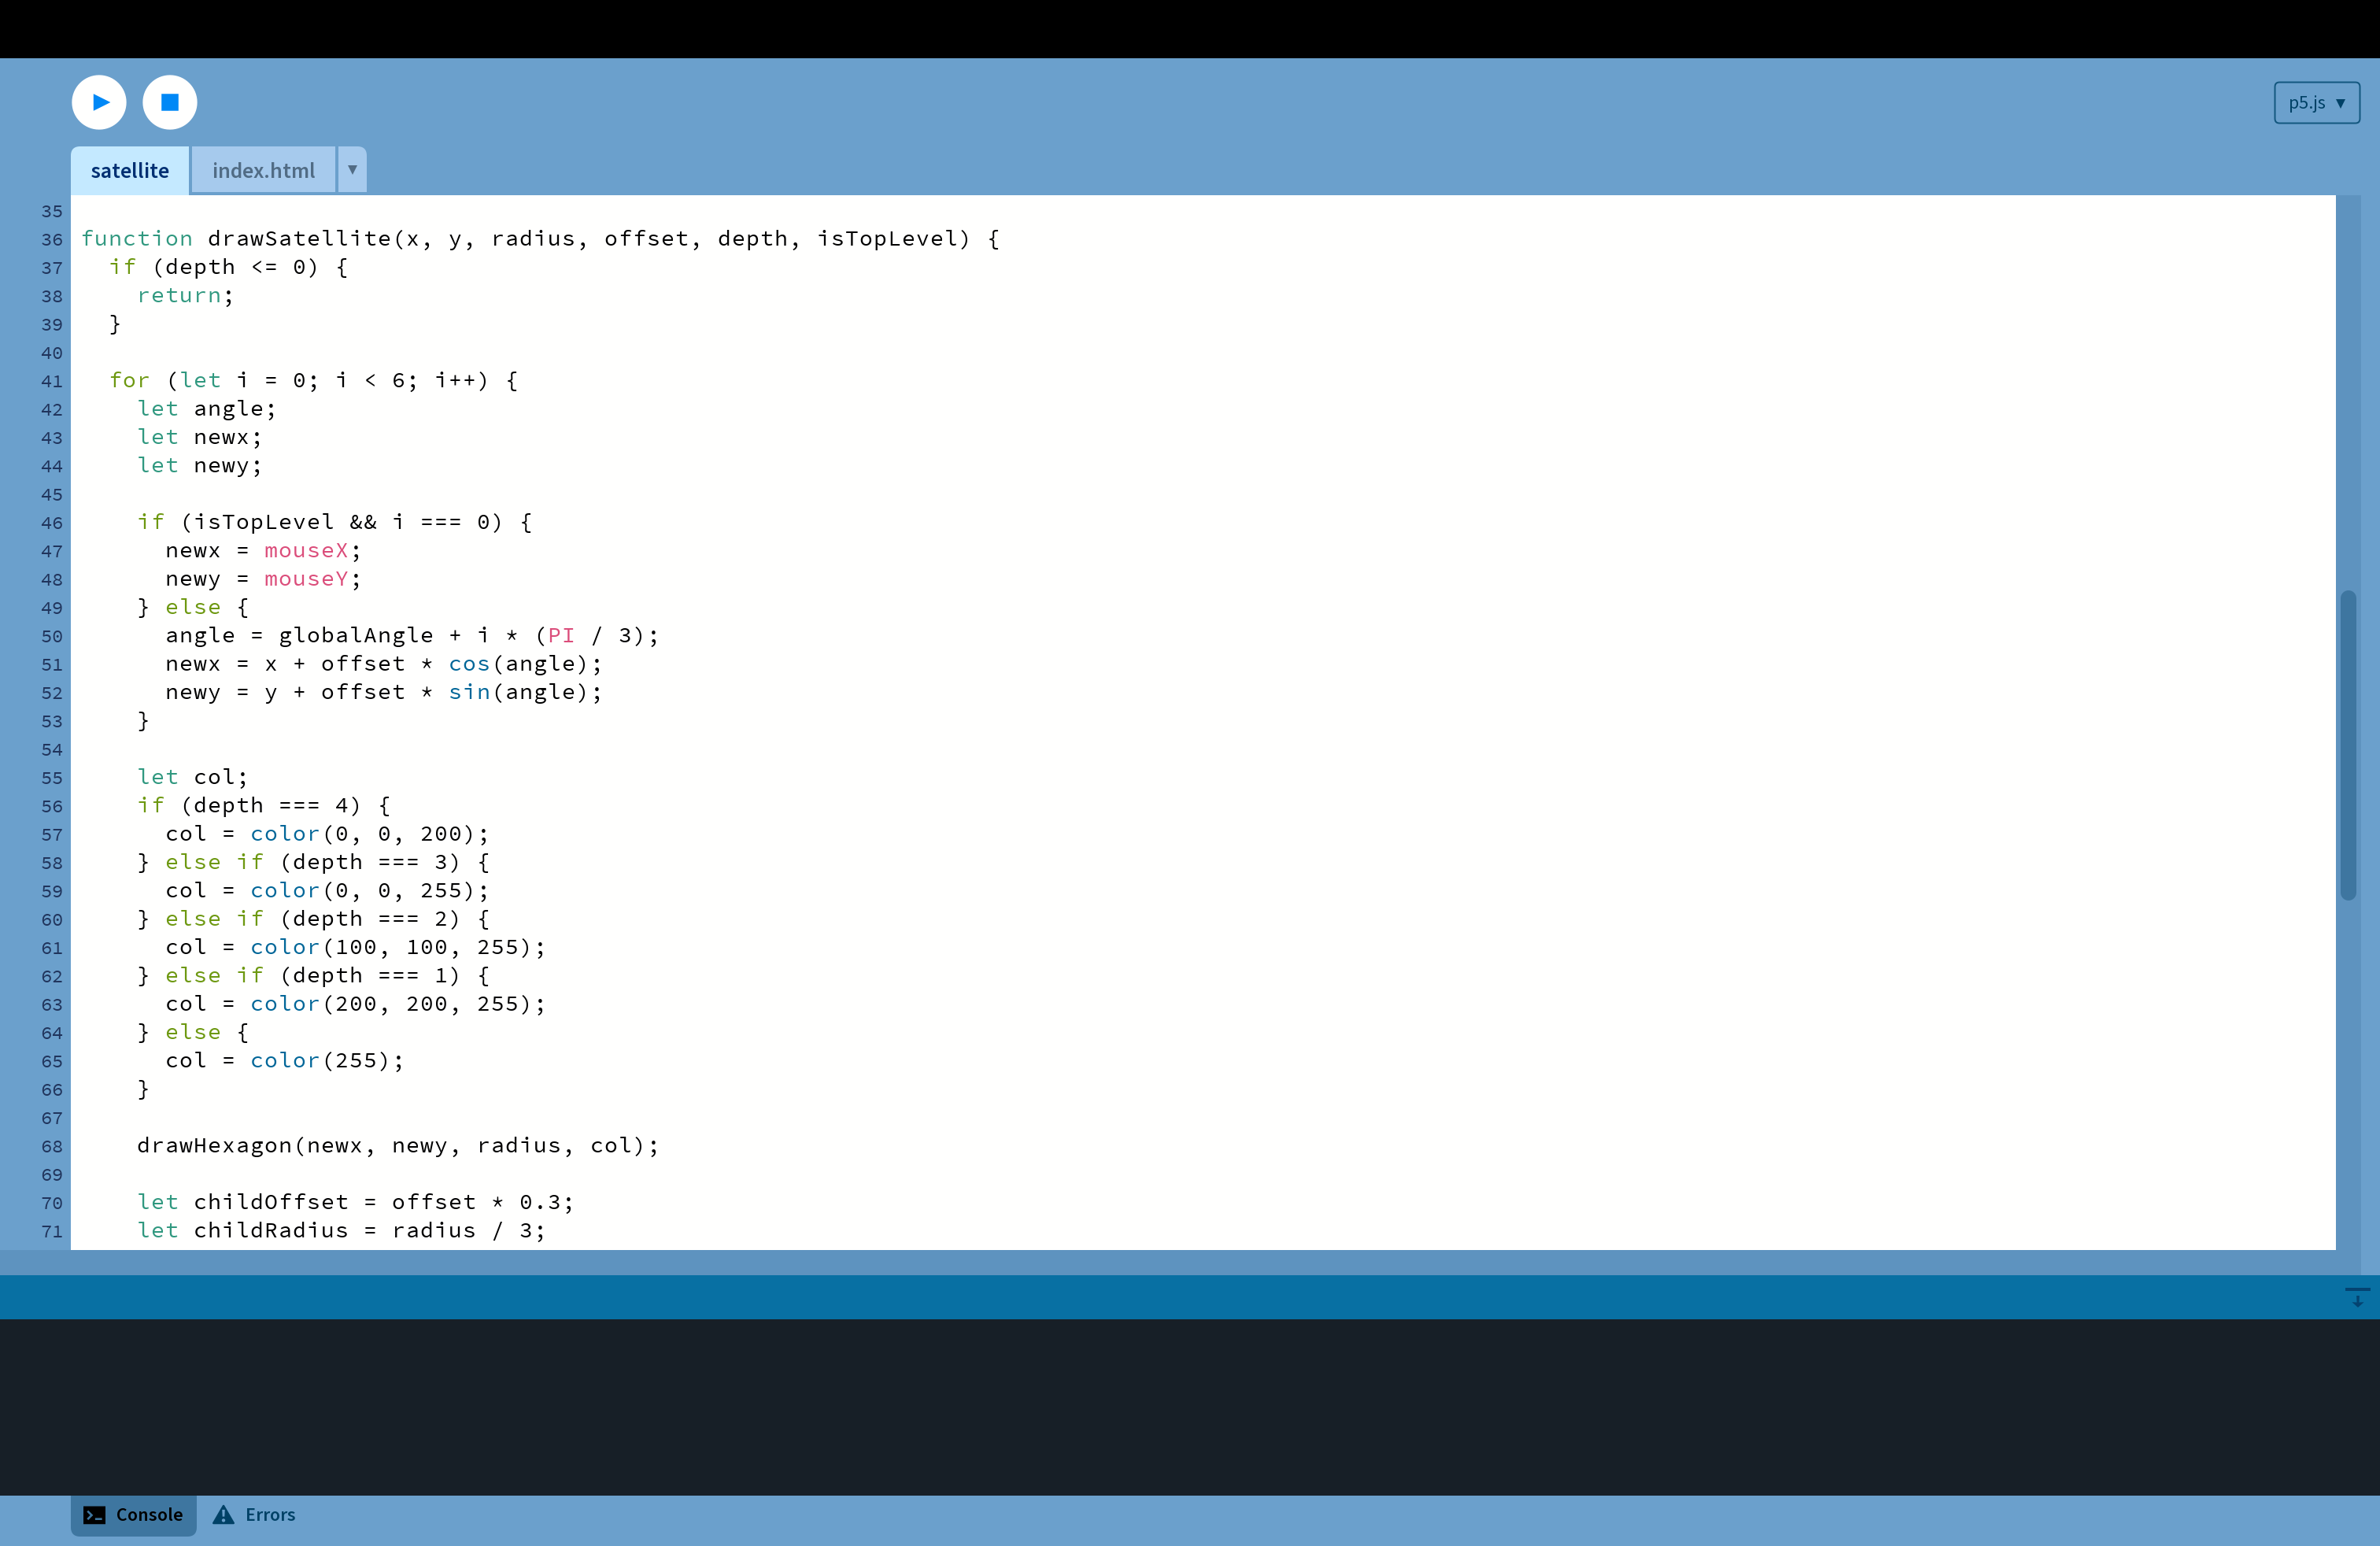 p5.js ▼
satellite index.html ▼
35
36 function drawSatellite(x, y, radius, offset, depth, isTopLevel) {
37   if (depth <= 0) {
38     return;
39   }
40
41   for (let i = 0; i < 6; i++) {
42     let angle;
43     let newx;
44     let newy;
45
46     if (isTopLevel && i === 0) {
47       newx = mouseX;
48       newy = mouseY;
49     } else {
50       angle = globalAngle + i * (PI / 3);
51       newx = x + offset * cos(angle);
52       newy = y + offset * sin(angle);
53     }
54
55     let col;
56     if (depth === 4) {
57       col = color(0, 0, 200);
58     } else if (depth === 3) {
59       col = color(0, 0, 255);
60     } else if (depth === 2) {
61       col = color(100, 100, 255);
62     } else if (depth === 1) {
63       col = color(200, 200, 255);
64     } else {
65       col = color(255);
66     }
67
68     drawHexagon(newx, newy, radius, col);
69
70     let childOffset = offset * 0.3;
71     let childRadius = radius / 3;
Console Errors